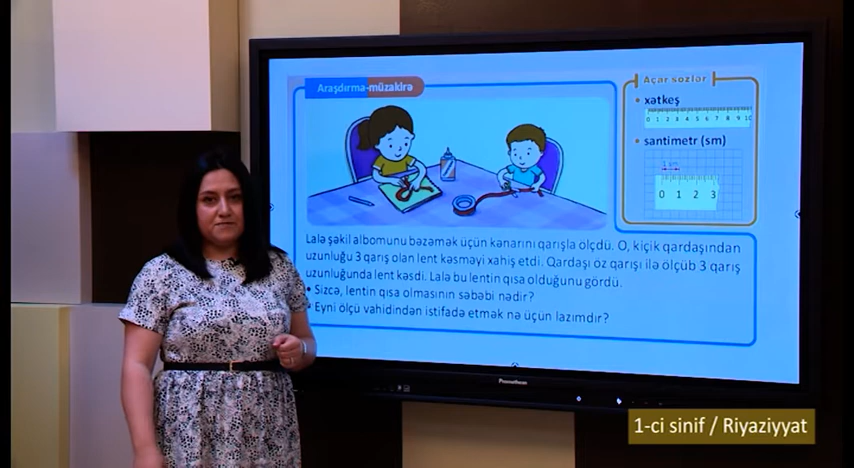 Araşdırma-müzakirə
Açar sözlər
• xətkeş
0 1 2 3 4 5 6 7 8 9 10
• santimetr (sm)
1 sm
0 1 2 3
Lalə şəkil albomunu bəzəmək üçün kənarını qarışla ölçdü. O, kiçik qardaşından
uzunluğu 3 qarış olan lent kəsməyi xahiş etdi. Qardaşı öz qarışı ilə ölçüb 3 qarış
uzunluğunda lent kəsdi. Lalə bu lentin qısa olduğunu gördü.
• Sizcə, lentin qısa olmasının səbəbi nədir?
• Eyni ölçü vahidindən istifadə etmək nə üçün lazımdır?
Promethean
1-ci sinif / Riyaziyyat